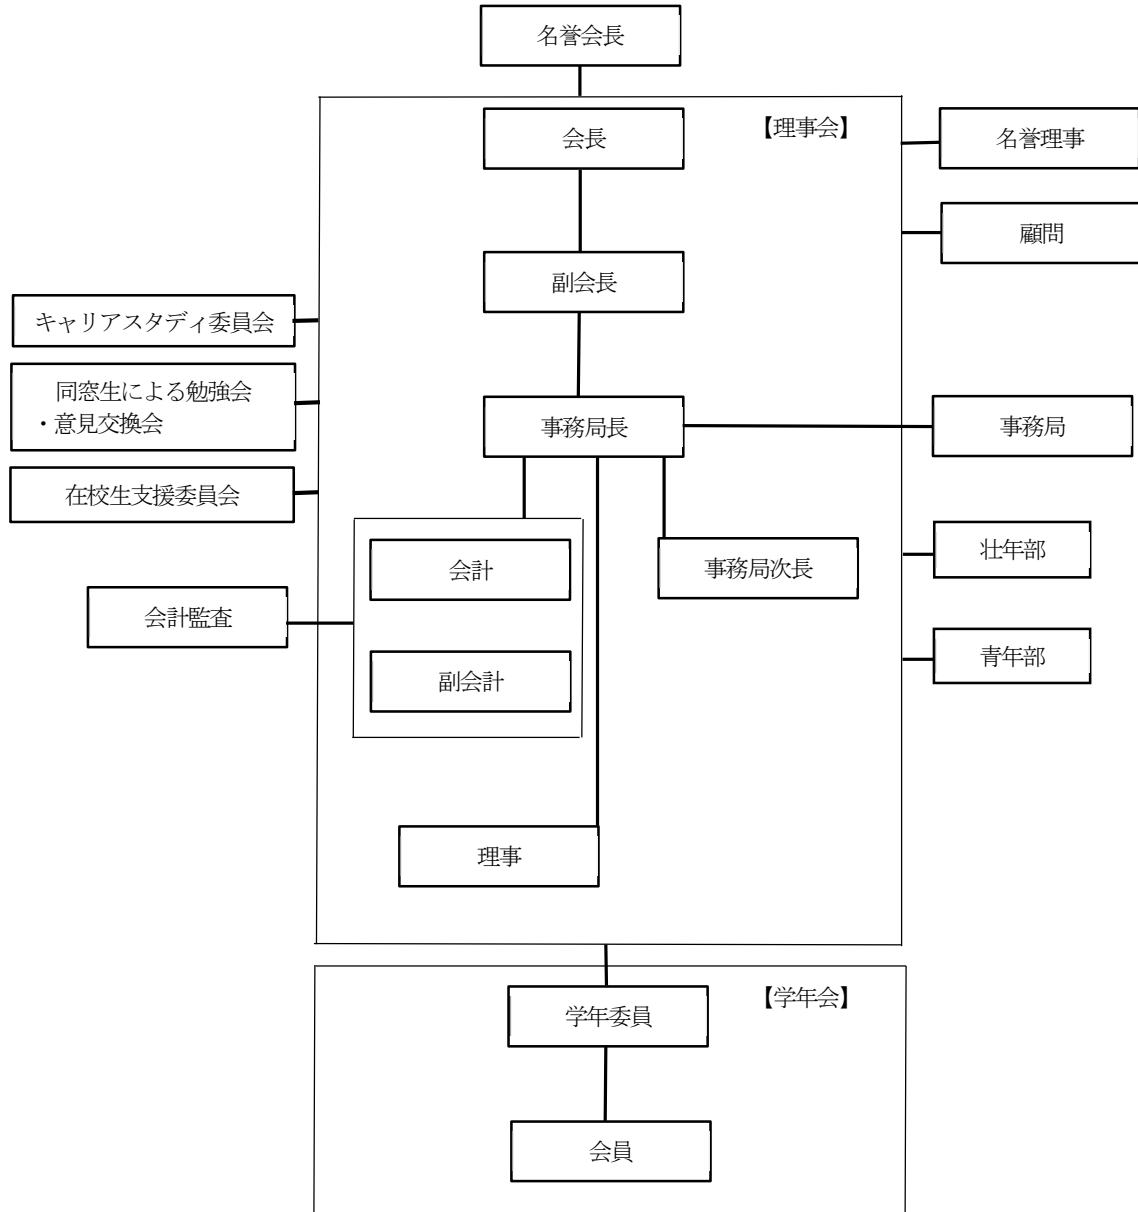 名誉会長
【理事会】
会長
名誉理事
顧問
副会長
キャリアスタディ委員会
同窓生による勉強会
・意見交換会
事務局長
事務局
在校生支援委員会
壮年部
会計
事務局次長
会計監査
青年部
副会計
理事
【学年会】
学年委員
会員